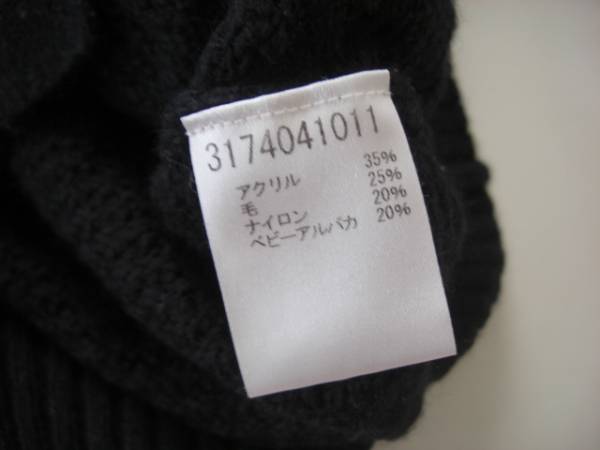 3174041011
アクリル 35%
毛 25%
ナイロン 20%
ベビーアルパカ 20%